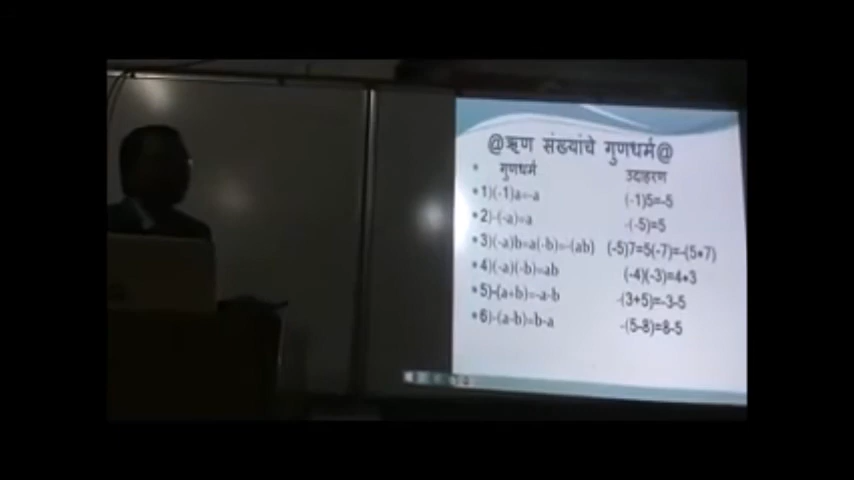 @ऋण संख्यांचे गुणधर्म@
• गुणधर्म उदाहरण
• 1)(-1)a=-a (-1)5=-5
• 2)-(-a)=a -(-5)=5
• 3)(-a)b=a(-b)=-(ab) (-5)7=5(-7)=-(5*7)
• 4)(-a)(-b)=ab (-4)(-3)=4*3
• 5)-(a+b)=-a-b -(3+5)=-3-5
• 6)-(a-b)=b-a -(5-8)=8-5